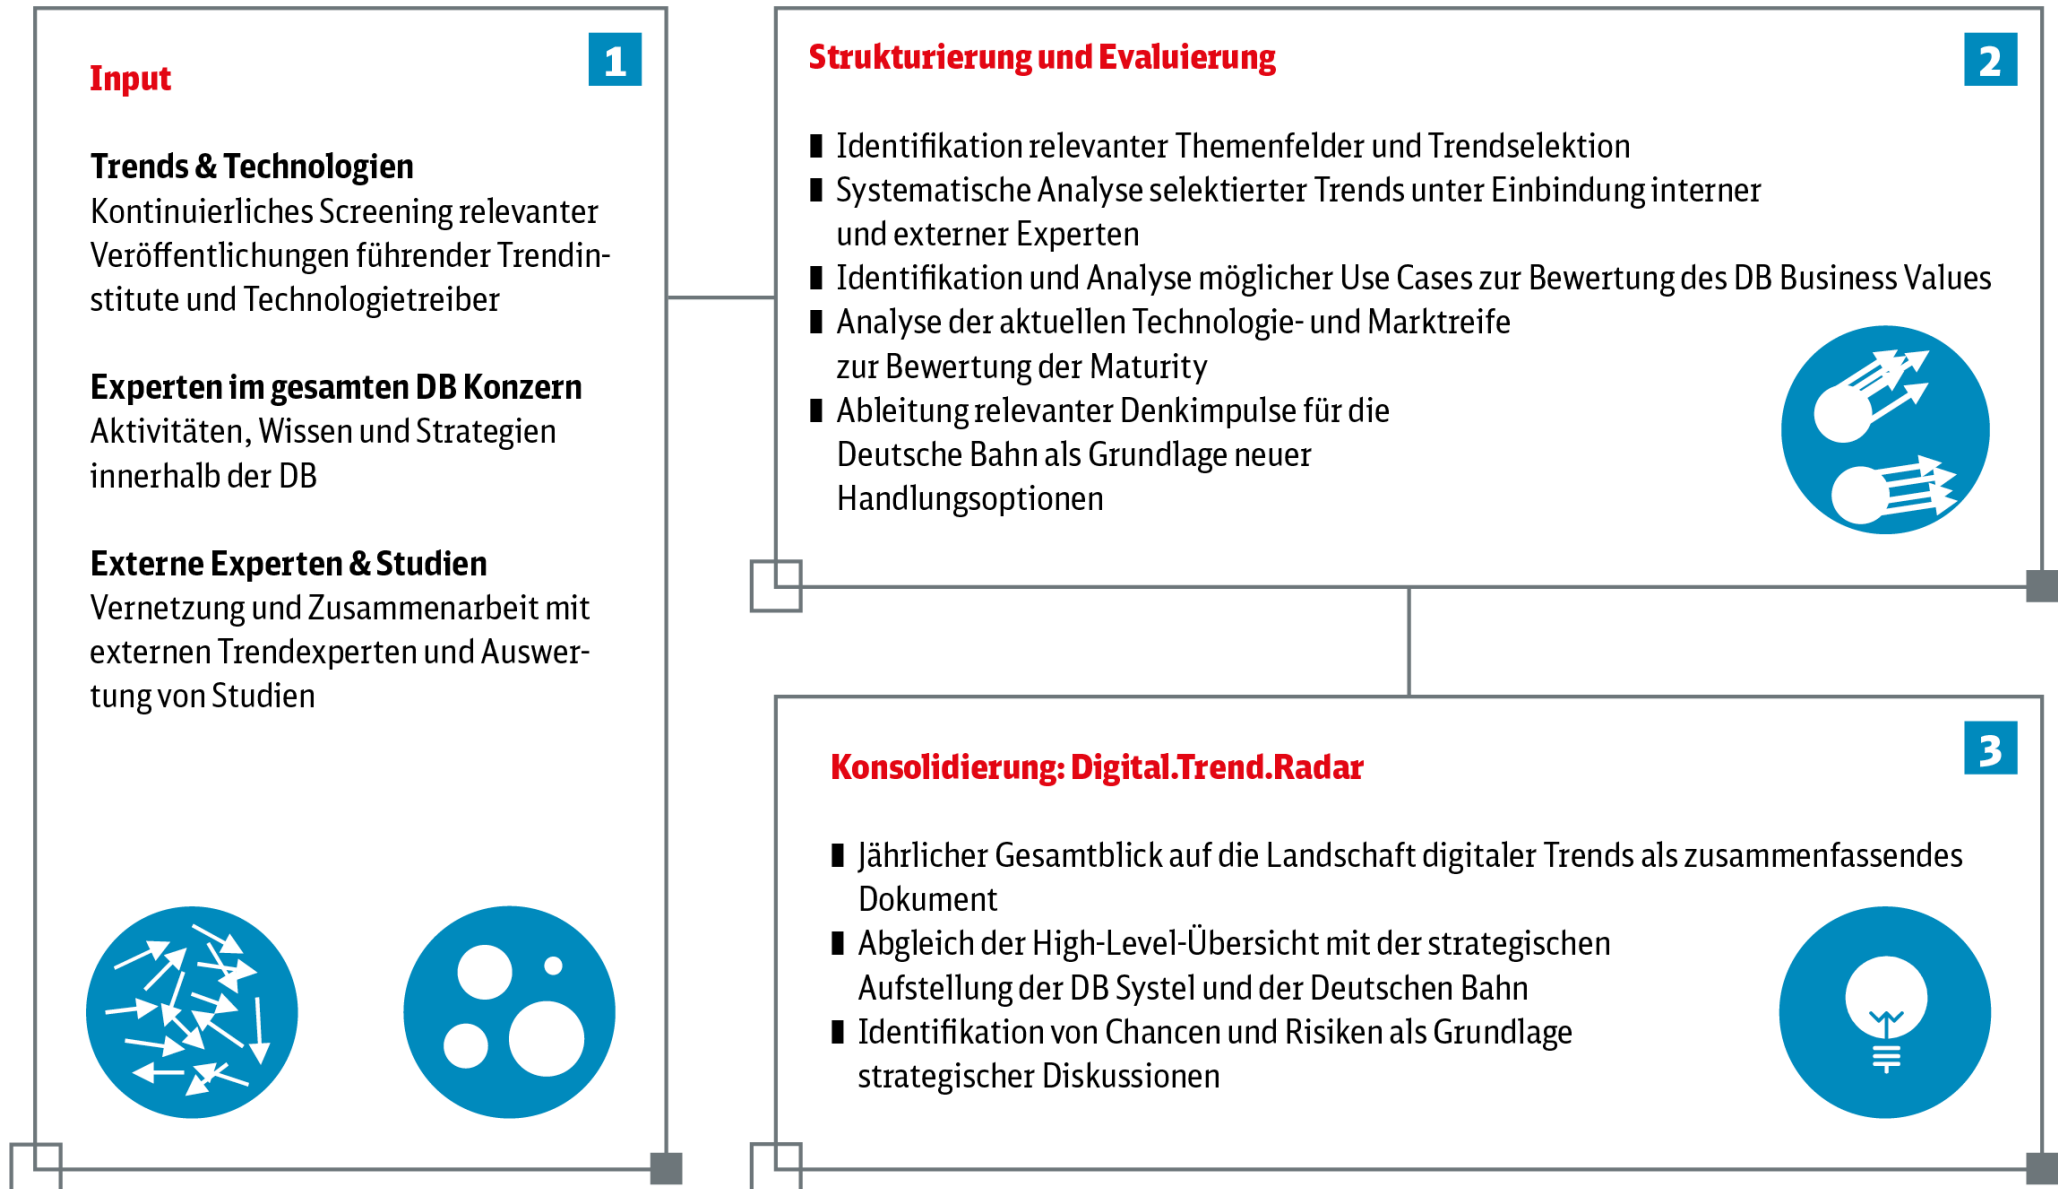 Input
1
Trends & Technologien
Kontinuierliches Screening relevanter
Veröffentlichungen führender Trendin-
stitute und Technologietreiber
Experten im gesamten DB Konzern
Aktivitäten, Wissen und Strategien
innerhalb der DB
Externe Experten & Studien
Vernetzung und Zusammenarbeit mit
externen Trendexperten und Auswer-
tung von Studien
Strukturierung und Evaluierung
2
Identifikation relevanter Themenfelder und Trendselektion
Systematische Analyse selektierter Trends unter Einbindung interner
und externer Experten
Identifikation und Analyse möglicher Use Cases zur Bewertung des DB Business Values
Analyse der aktuellen Technologie- und Marktreife
zur Bewertung der Maturity
Ableitung relevanter Denkimpulse für die
Deutsche Bahn als Grundlage neuer
Handlungsoptionen
Konsolidierung: Digital.Trend.Radar
3
Jährlicher Gesamtblick auf die Landschaft digitaler Trends als zusammenfassendes
Dokument
Abgleich der High-Level-Übersicht mit der strategischen
Aufstellung der DB Systel und der Deutschen Bahn
Identifikation von Chancen und Risiken als Grundlage
strategischer Diskussionen